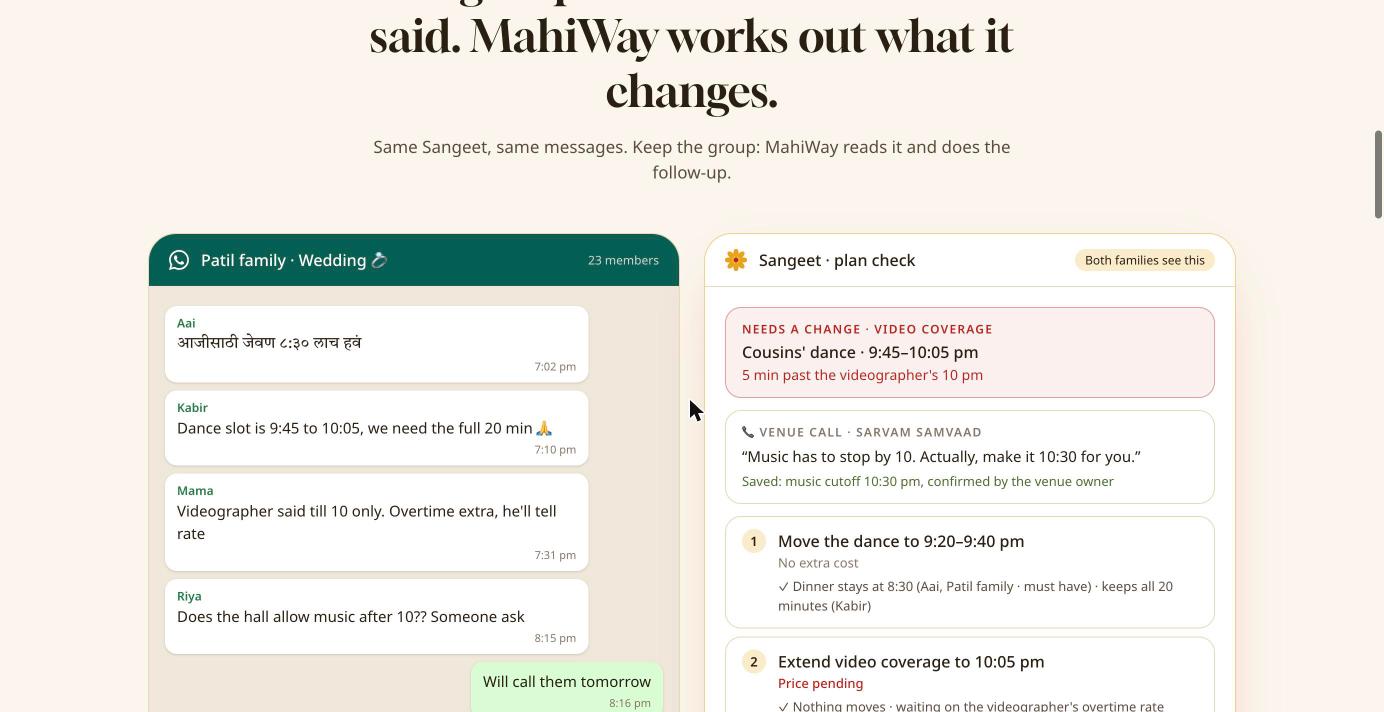 said. MahiWay works out what it
changes.
Same Sangeet, same messages. Keep the group: MahiWay reads it and does the
follow-up.
Patil family · Wedding 💍
23 members
Aai
आजीसाठी जेवण ८:३० लाच हवं
7:02 pm
Kabir
Dance slot is 9:45 to 10:05, we need the full 20 min 🙏
7:10 pm
Mama
Videographer said till 10 only. Overtime extra, he'll tell
rate
7:31 pm
Riya
Does the hall allow music after 10?? Someone ask
8:15 pm
Will call them tomorrow
8:16 pm
Sangeet · plan check
Both families see this
NEEDS A CHANGE · VIDEO COVERAGE
Cousins' dance · 9:45–10:05 pm
5 min past the videographer's 10 pm
📞 VENUE CALL · SARVAM SAMVAAD
“Music has to stop by 10. Actually, make it 10:30 for you.”
Saved: music cutoff 10:30 pm, confirmed by the venue owner
1
Move the dance to 9:20–9:40 pm
No extra cost
✓ Dinner stays at 8:30 (Aai, Patil family · must have) · keeps all 20
minutes (Kabir)
2
Extend video coverage to 10:05 pm
Price pending
✓ Nothing moves · waiting on the videographer's overtime rate